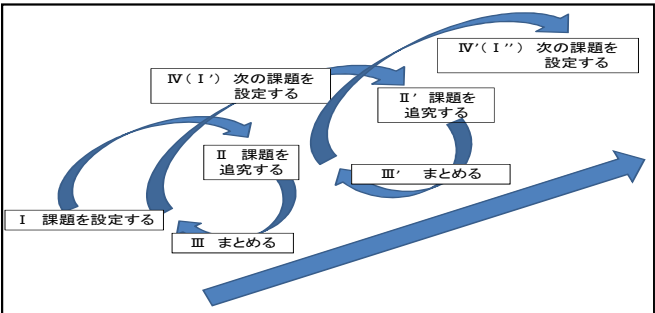 Ⅰ　課題を設定する
Ⅱ　課題を
追究する
Ⅲ　まとめる
Ⅳ（Ⅰ’）次の課題を
設定する
Ⅱ’　課題を
追究する
Ⅲ’　まとめる
Ⅳ’（Ⅰ’’）次の課題を
設定する